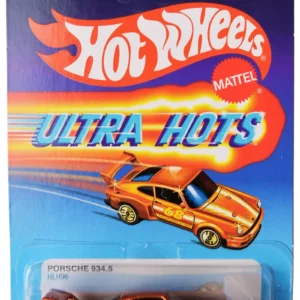 Hot Wheels
MATTEL
ULTRA HOTS
68
PORSCHE 934.5